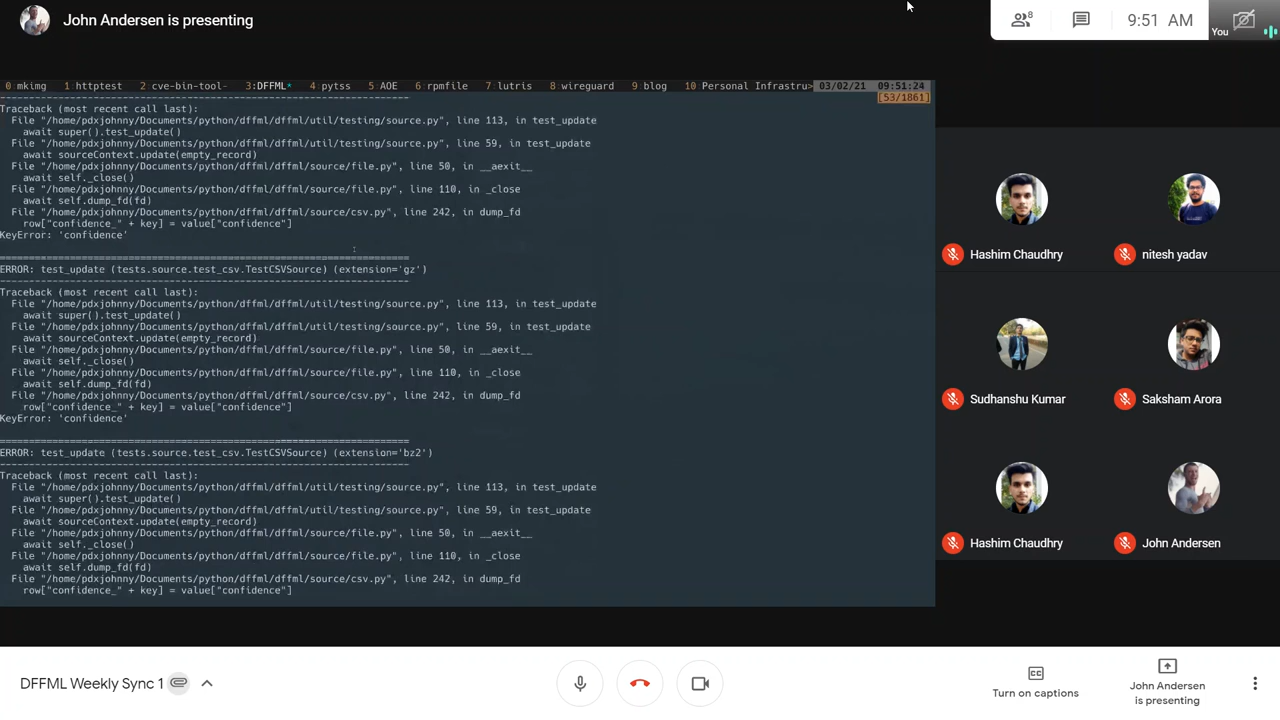 John Andersen is presenting
8
9:51 AM
You
0 mkimg 1 httptest 2 cve-bin-tool- 3:DFFML* 4 pytss 5 AOE 6 rpmfile 7 lutris 8 wireguard 9 blog 10 Personal Infrastru> 03/02/21 09:51:24
[53/1861]
Traceback (most recent call last):
File "/home/pdxjohnny/Documents/python/dffml/dffml/util/testing/source.py", line 113, in test_update
await super().test_update()
File "/home/pdxjohnny/Documents/python/dffml/dffml/util/testing/source.py", line 59, in test_update
await sourceContext.update(empty_record)
File "/home/pdxjohnny/Documents/python/dffml/dffml/source/file.py", line 50, in __aexit__
await self._close()
File "/home/pdxjohnny/Documents/python/dffml/dffml/source/file.py", line 110, in _close
await self.dump_fd(fd)
File "/home/pdxjohnny/Documents/python/dffml/dffml/source/csv.py", line 242, in dump_fd
row["confidence_" + key] = value["confidence"]
KeyError: 'confidence'
======================================================================
ERROR: test_update (tests.source.test_csv.TestCSVSource) (extension='gz')
----------------------------------------------------------------------
Traceback (most recent call last):
File "/home/pdxjohnny/Documents/python/dffml/dffml/util/testing/source.py", line 113, in test_update
await super().test_update()
File "/home/pdxjohnny/Documents/python/dffml/dffml/util/testing/source.py", line 59, in test_update
await sourceContext.update(empty_record)
File "/home/pdxjohnny/Documents/python/dffml/dffml/source/file.py", line 50, in __aexit__
await self._close()
File "/home/pdxjohnny/Documents/python/dffml/dffml/source/file.py", line 110, in _close
await self.dump_fd(fd)
File "/home/pdxjohnny/Documents/python/dffml/dffml/source/csv.py", line 242, in dump_fd
row["confidence_" + key] = value["confidence"]
KeyError: 'confidence'
======================================================================
ERROR: test_update (tests.source.test_csv.TestCSVSource) (extension='bz2')
----------------------------------------------------------------------
Traceback (most recent call last):
File "/home/pdxjohnny/Documents/python/dffml/dffml/util/testing/source.py", line 113, in test_update
await super().test_update()
File "/home/pdxjohnny/Documents/python/dffml/dffml/util/testing/source.py", line 59, in test_update
await sourceContext.update(empty_record)
File "/home/pdxjohnny/Documents/python/dffml/dffml/source/file.py", line 50, in __aexit__
await self._close()
File "/home/pdxjohnny/Documents/python/dffml/dffml/source/file.py", line 110, in _close
await self.dump_fd(fd)
File "/home/pdxjohnny/Documents/python/dffml/dffml/source/csv.py", line 242, in dump_fd
row["confidence_" + key] = value["confidence"]
Hashim Chaudhry
nitesh yadav
Sudhanshu Kumar
Saksham Arora
Hashim Chaudhry
John Andersen
DFFML Weekly Sync 1
CC
Turn on captions
John Andersen
is presenting